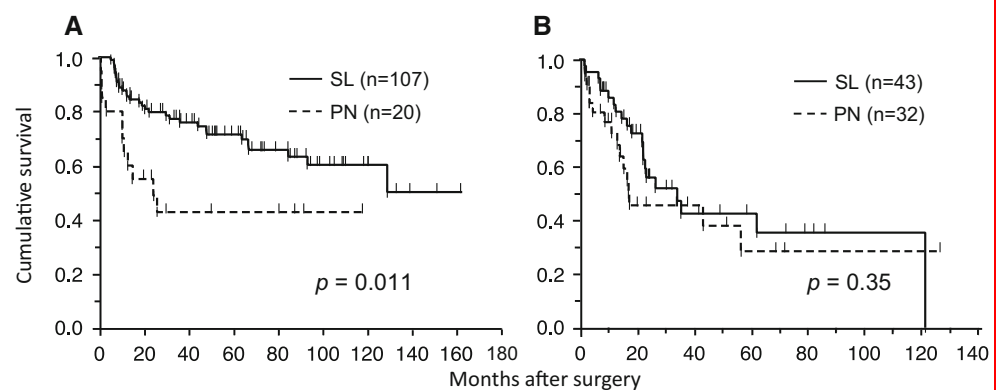 A
1.0
0.8
0.6
0.4
0.2
0.0
Cumulative survival
SL (n=107)
PN (n=20)
p = 0.011
0 20 40 60 80 100 120 140 160 180
B
1.0
0.8
0.6
0.4
0.2
0.0
SL (n=43)
PN (n=32)
p = 0.35
0 20 40 60 80 100 120 140
Months after surgery